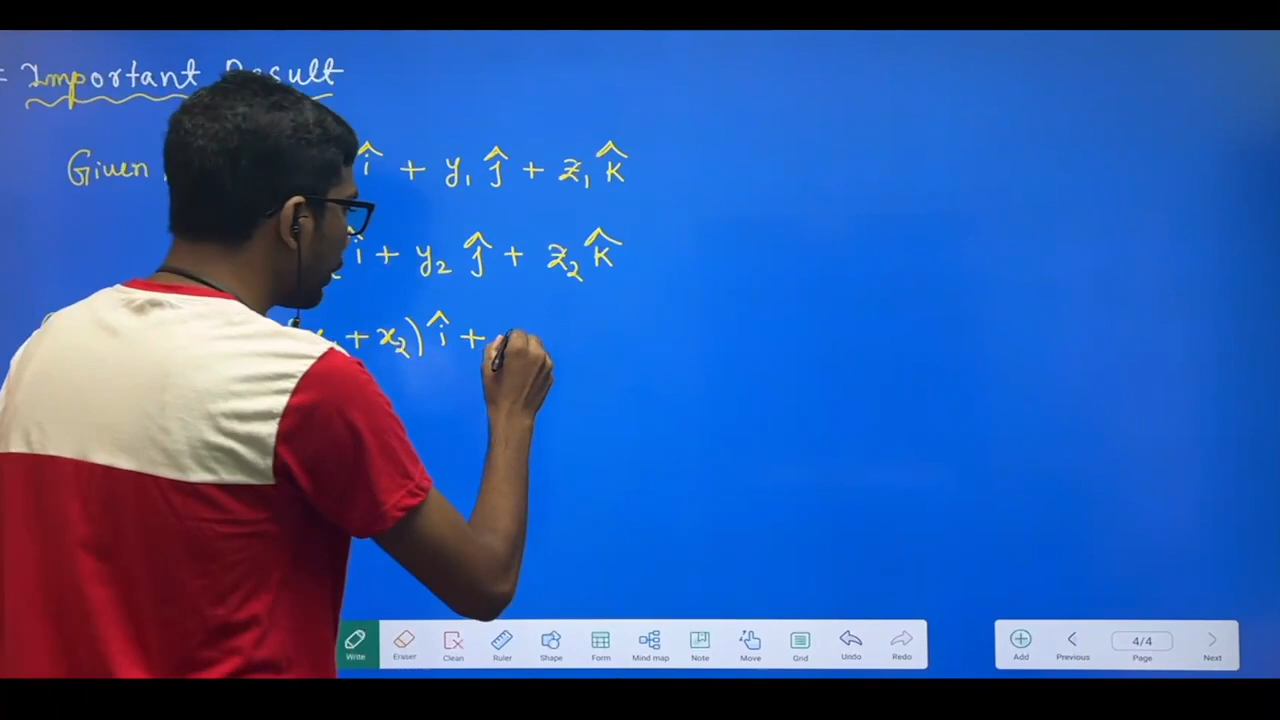 = Important Result
Given î + y₁ ĵ + z₁ k̂
î + y₂ ĵ + z₂ k̂
+ x₂) î +
Write Eraser Clean Ruler Shape Form Mind map Note Move Grid Undo Redo
Add Previous 4/4 Page Next